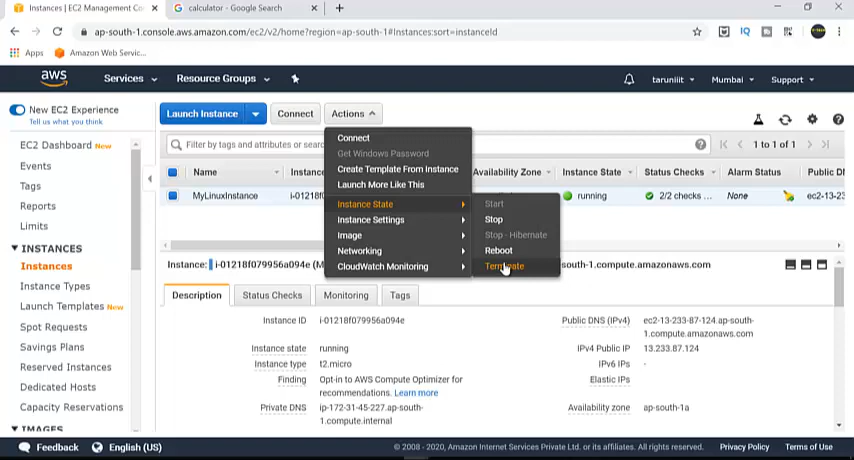 Instances | EC2 Management Co
calculator - Google Search
ap-south-1.console.aws.amazon.com/ec2/v2/home?region=ap-south-1#Instances:sort=instanceId
Apps
Amazon Web Servic...
aws
Services
Resource Groups
taruniiit
Mumbai
Support
New EC2 Experience
Tell us what you think
Launch Instance
Connect
Actions
EC2 Dashboard New
Events
Tags
Reports
Limits
INSTANCES
Instances
Instance Types
Launch Templates New
Spot Requests
Savings Plans
Reserved Instances
Dedicated Hosts
Capacity Reservations
IMAGES
Filter by tags and attributes or searc
1 to 1 of 1
Name
Instan
Availability Zone
Instance State
Status Checks
Alarm Status
Public D
MyLinuxInstance
i-01218
running
2/2 checks ...
None
ec2-13-23
Connect
Get Windows Password
Create Template From Instance
Launch More Like This
Instance State
Instance Settings
Image
Networking
CloudWatch Monitoring
Start
Stop
Stop - Hibernate
Reboot
Terminate
Instance:
i-01218f079956a094e (M
south-1.compute.amazonaws.com
Description
Status Checks
Monitoring
Tags
Instance ID
i-01218f079956a094e
Instance state
running
Instance type
t2.micro
Finding
Opt-in to AWS Compute Optimizer for
recommendations. Learn more
Private DNS
ip-172-31-45-227.ap-south-
1.compute.internal
Public DNS (IPv4)
ec2-13-233-87-124.ap-south-
1.compute.amazonaws.com
IPv4 Public IP
13.233.87.124
IPv6 IPs
-
Elastic IPs
Availability zone
ap-south-1a
Feedback
English (US)
© 2008 - 2020, Amazon Internet Services Private Ltd. or its affiliates. All rights reserved.
Privacy Policy
Terms of Use